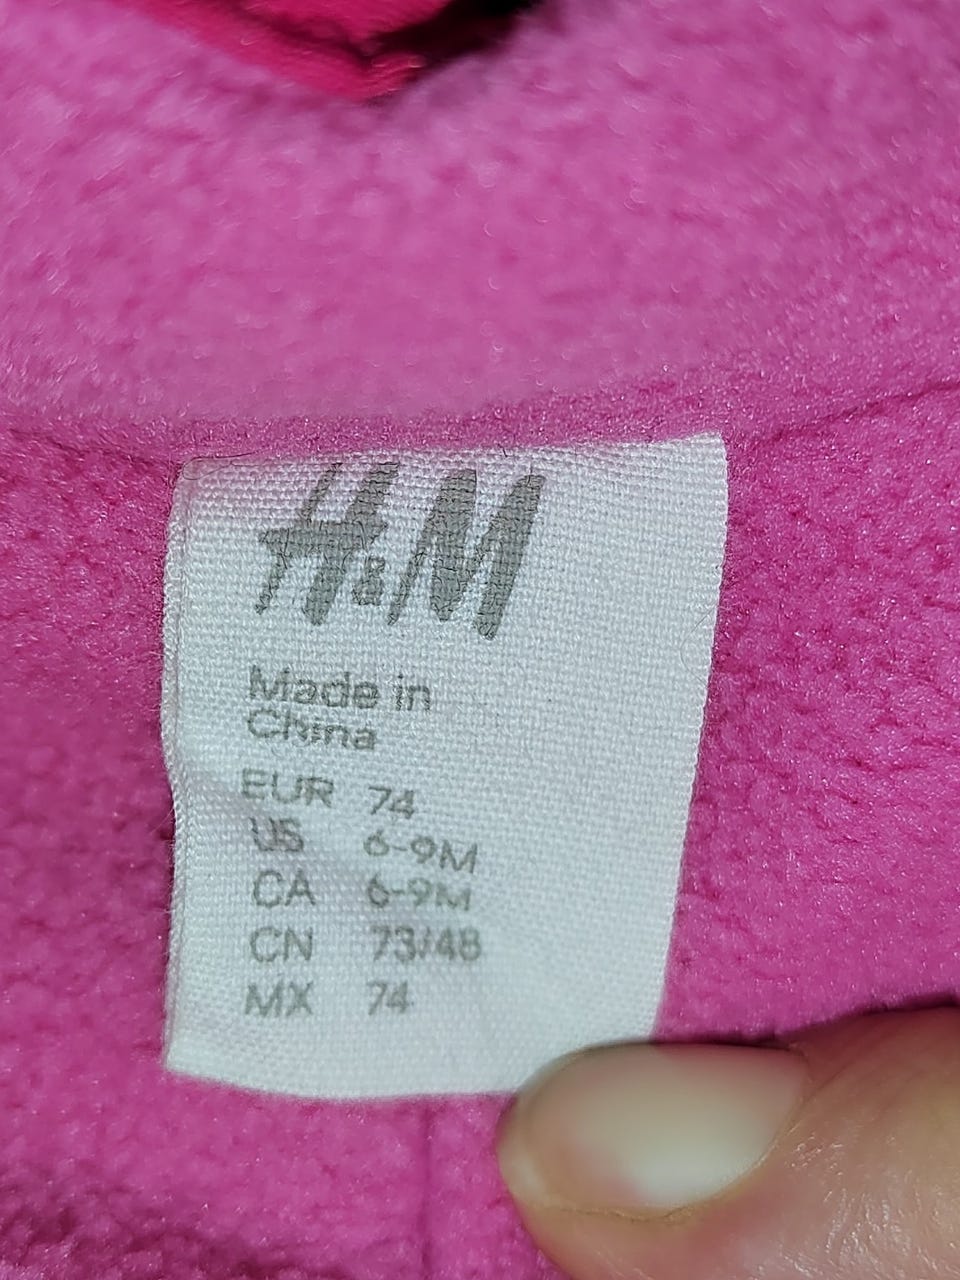 H&M
Made in
China
EUR 74
US 6-9M
CA 6-9M
CN 73/48
MX 74